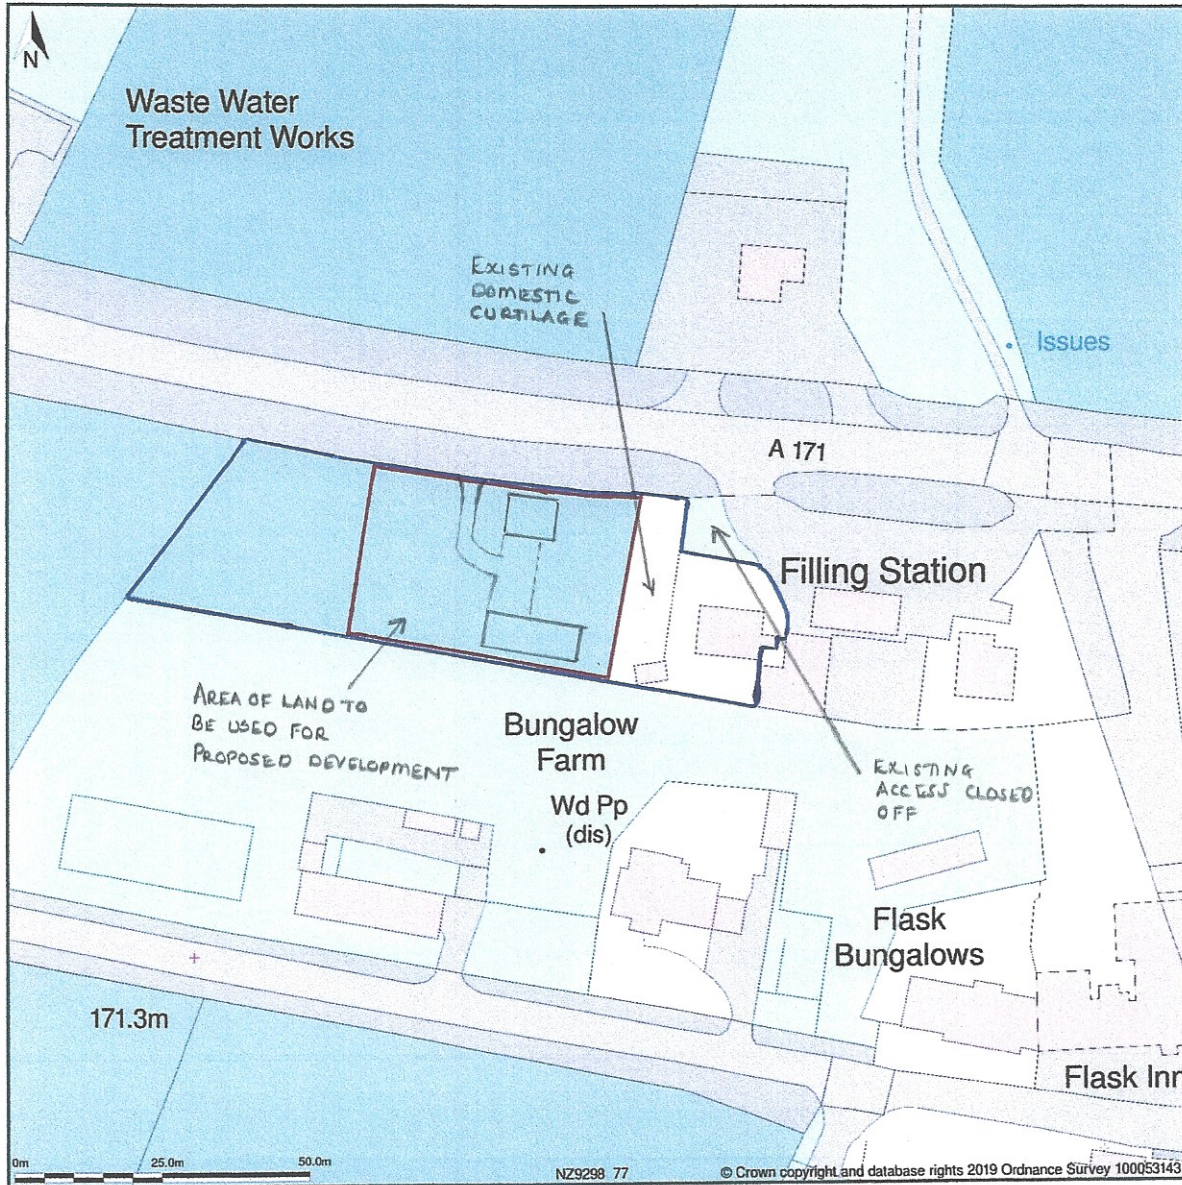 N
Waste Water
Treatment Works
EXISTING
DOMESTIC
CURTILAGE
Issues
A 171
Filling Station
AREA OF LAND TO
BE USED FOR
PROPOSED DEVELOPMENT
Bungalow
Farm
Wd Pp
(dis)
EXISTING
ACCESS CLOSED
OFF
Flask
Bungalows
171.3m
Flask Inn
0m 25.0m 50.0m
NZ9298 77
© Crown copyright and database rights 2019 Ordnance Survey 100053143